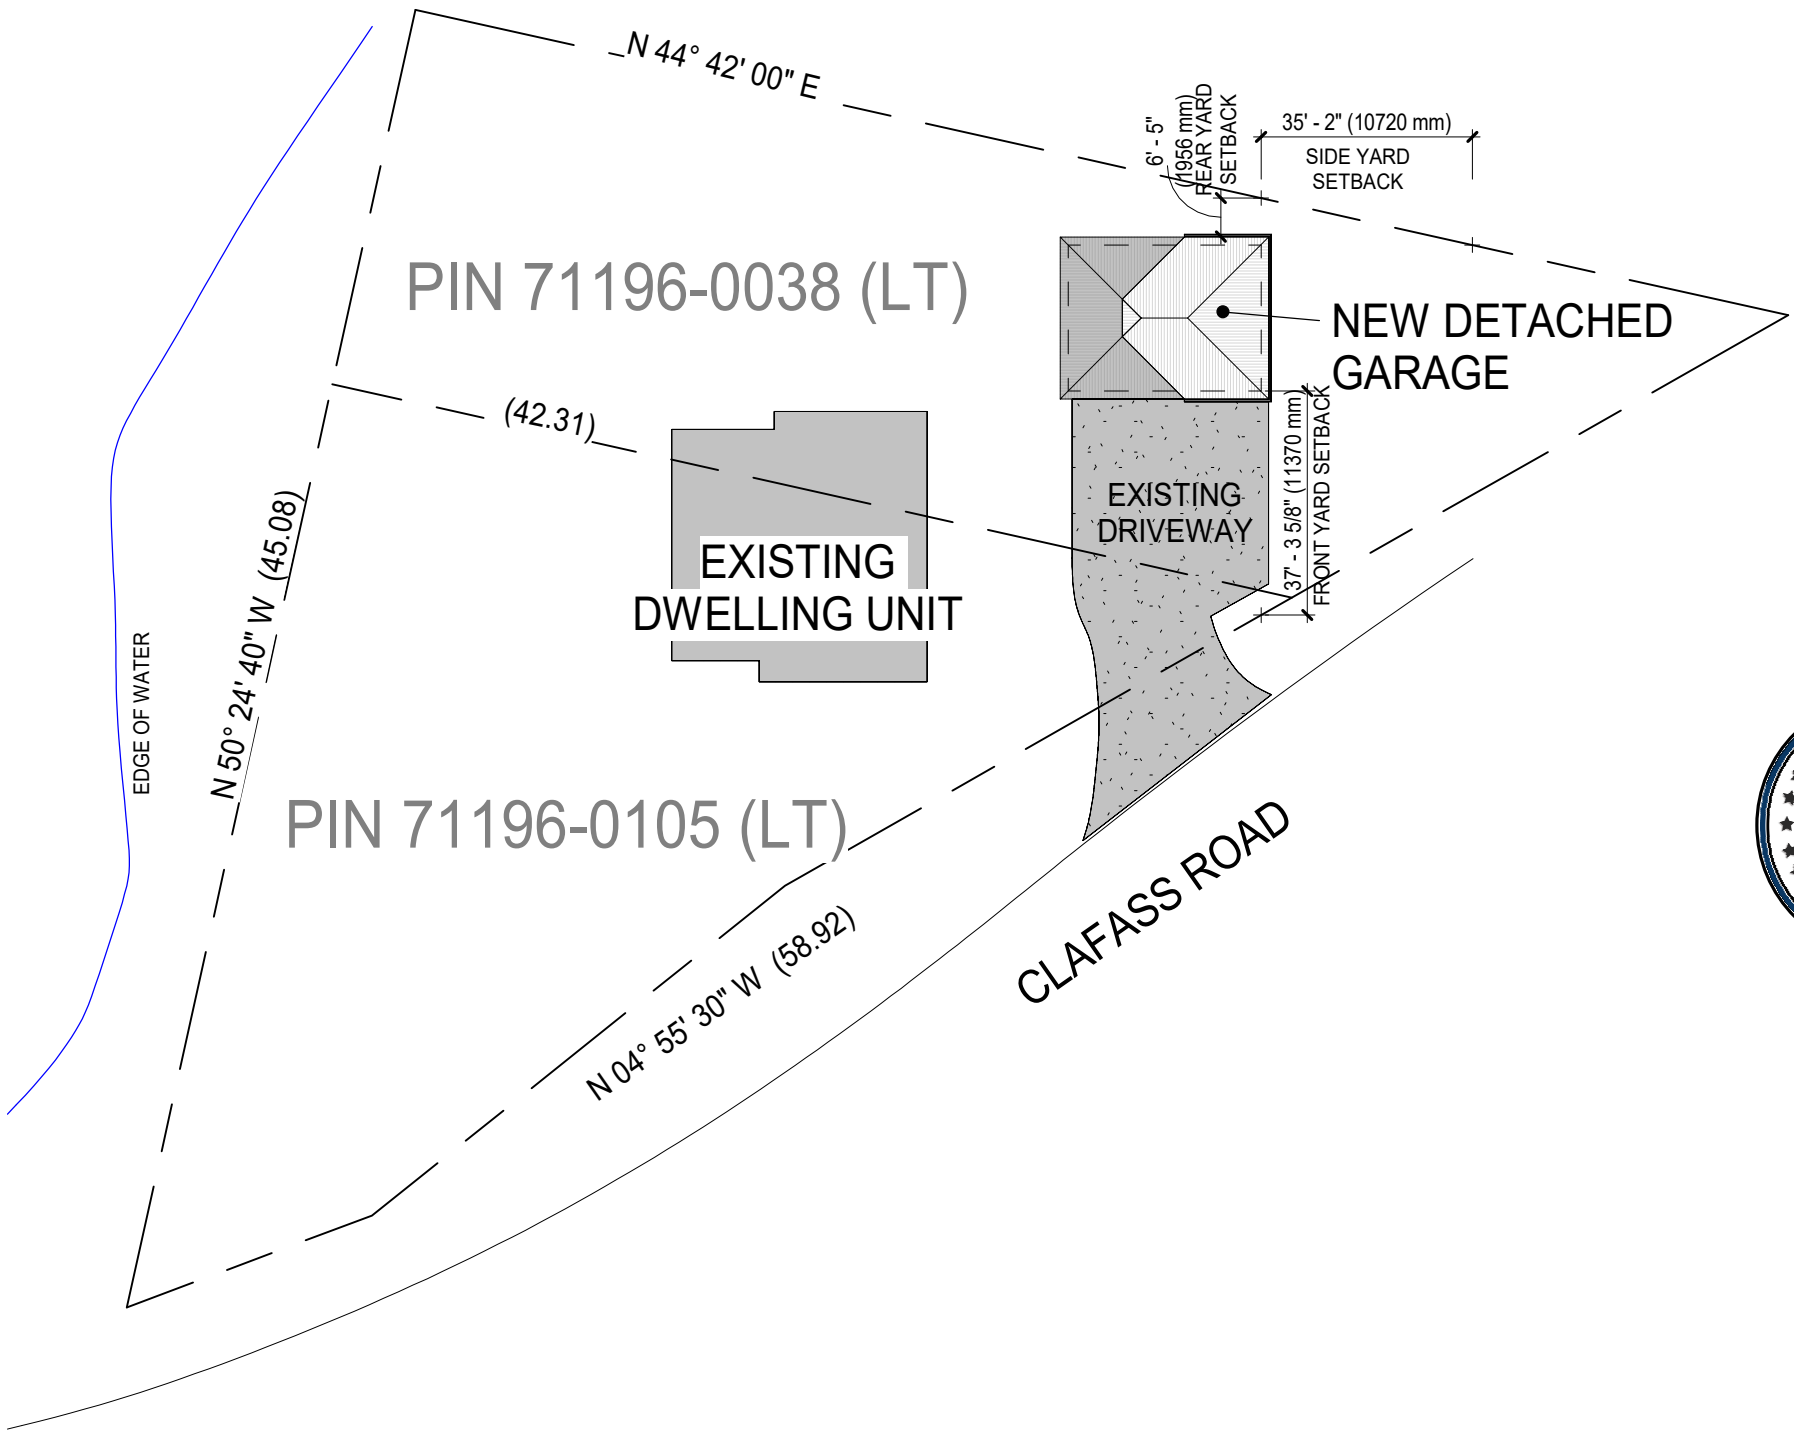 N 44° 42' 00" E
6' - 5"
(1956 mm)
REAR YARD
SETBACK
35' - 2" (10720 mm)
SIDE YARD
SETBACK
PIN 71196-0038 (LT)
NEW DETACHED
GARAGE
(42.31)
37' - 3 5/8" (11370 mm)
FRONT YARD SETBACK
EXISTING
DRIVEWAY
EXISTING
DWELLING UNIT
N 50° 24' 40" W (45.08)
EDGE OF WATER
PIN 71196-0105 (LT)
N 04° 55' 30" W (58.92)
CLAFASS ROAD